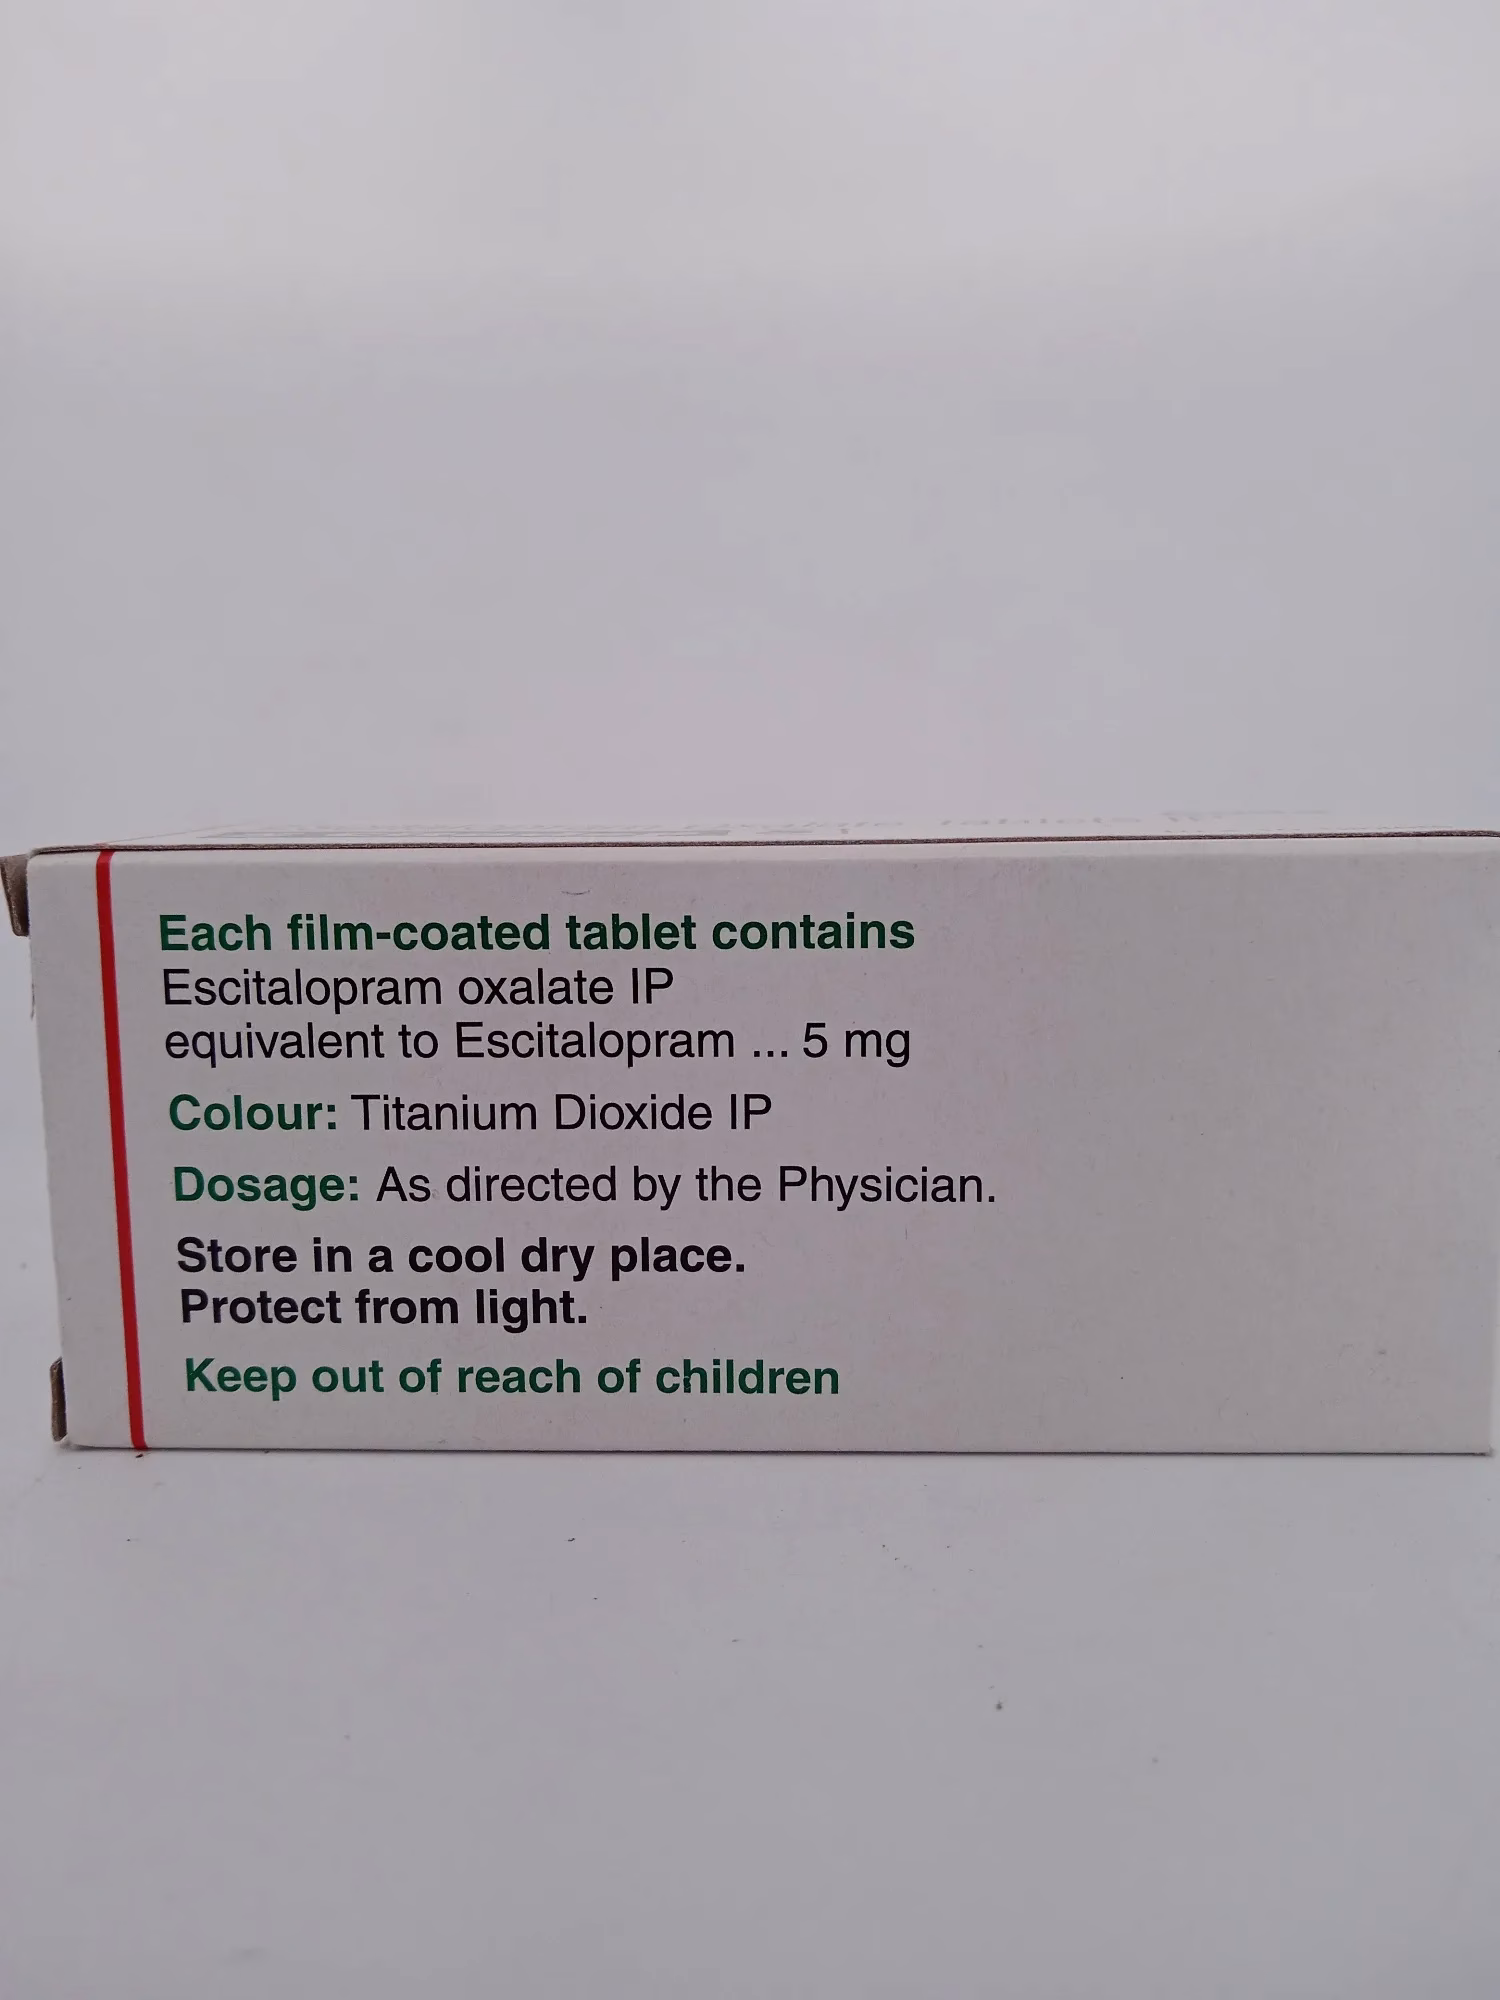 Each film-coated tablet contains
Escitalopram oxalate IP
equivalent to Escitalopram ... 5 mg
Colour: Titanium Dioxide IP
Dosage: As directed by the Physician.
Store in a cool dry place.
Protect from light.
Keep out of reach of children